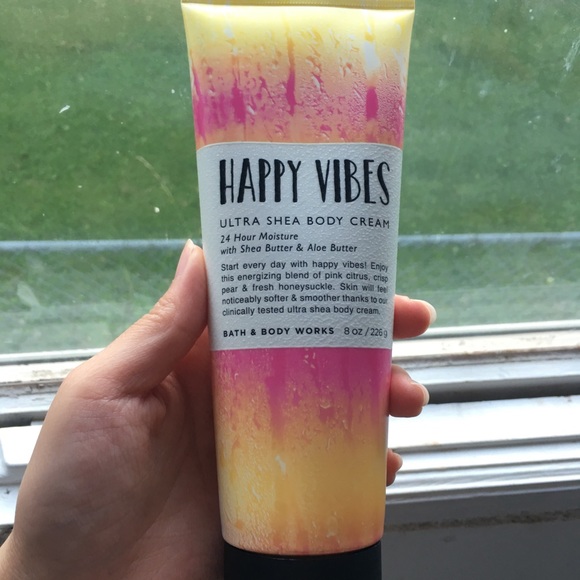 HAPPY VIBES
ULTRA SHEA BODY CREAM
24 Hour Moisture
with Shea Butter & Aloe Butter
Start every day with happy vibes! Enjoy
this energizing blend of pink citrus, crisp
pear & fresh honeysuckle. Skin will feel
noticeably softer & smoother thanks to our
clinically tested ultra shea body cream.
BATH & BODY WORKS 8 oz / 226 g